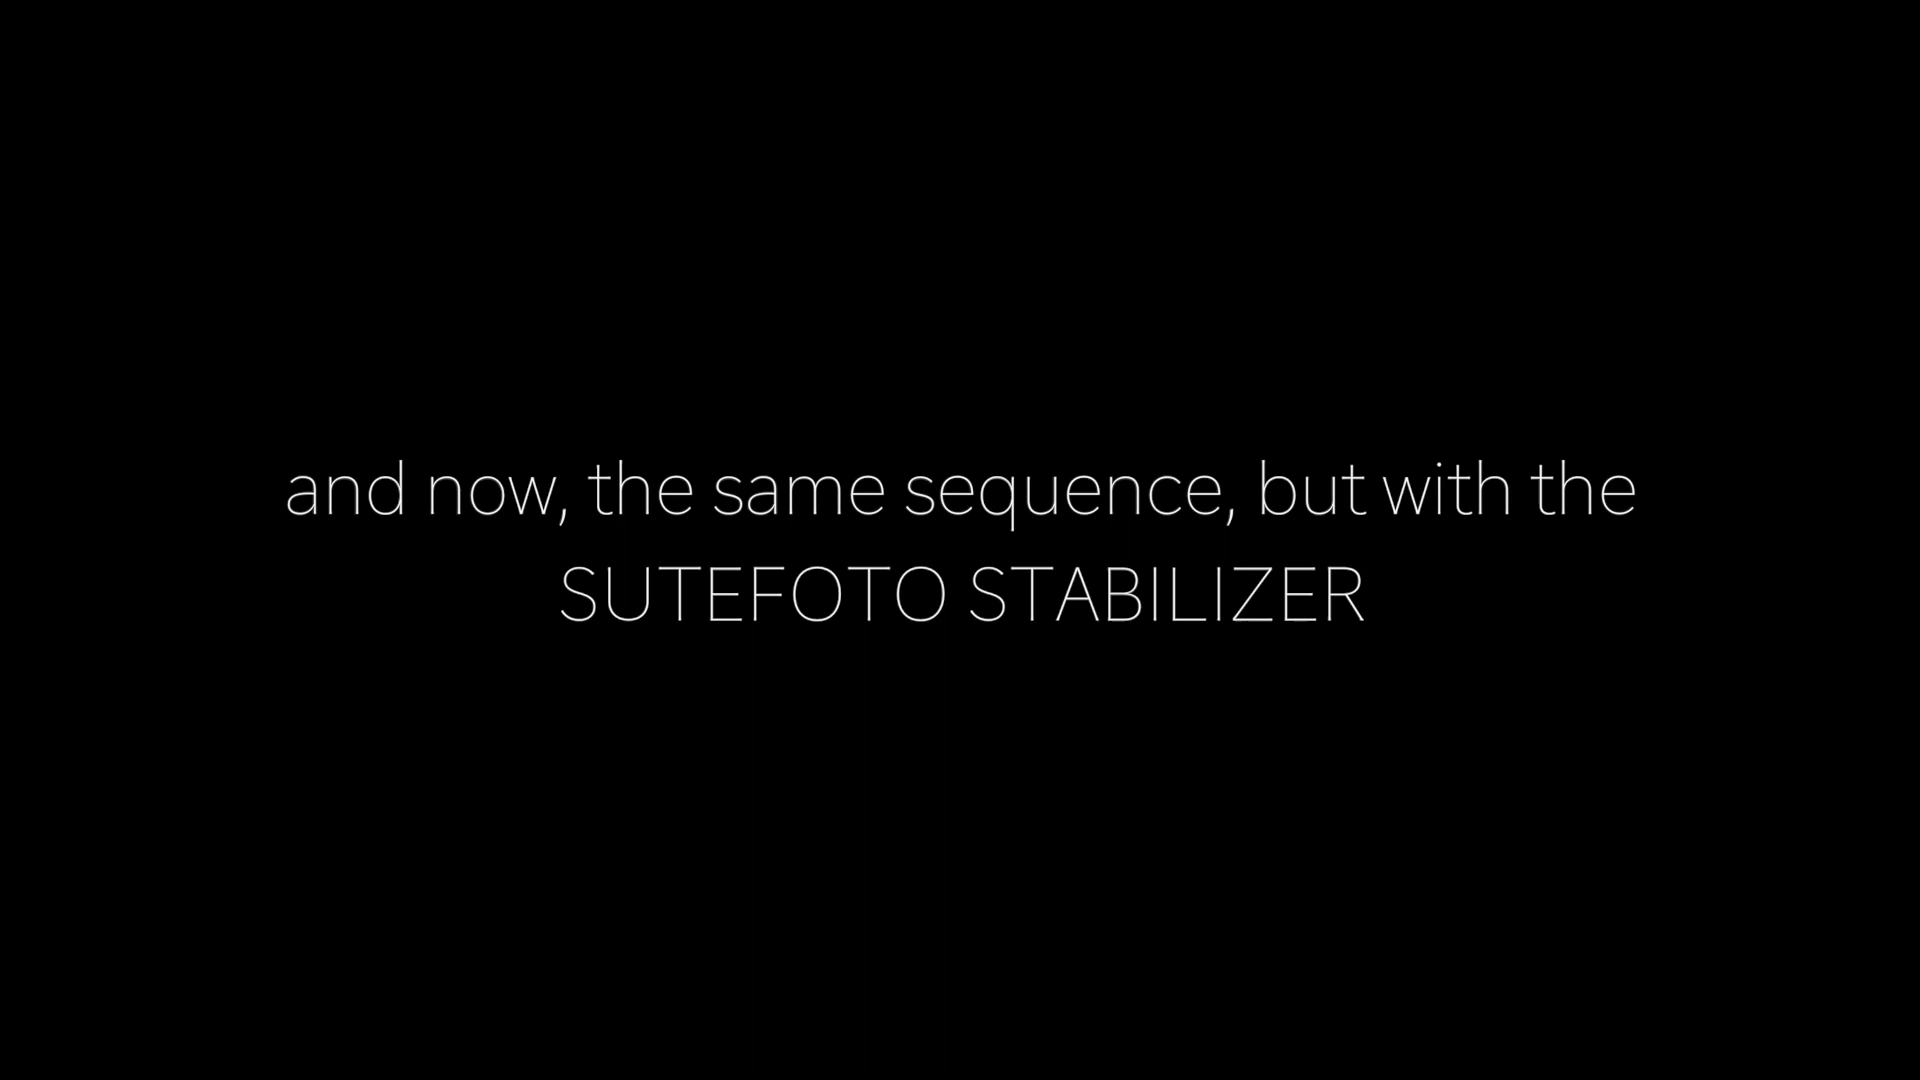 and now, the same sequence, but with the
SUTEFOTO STABILIZER